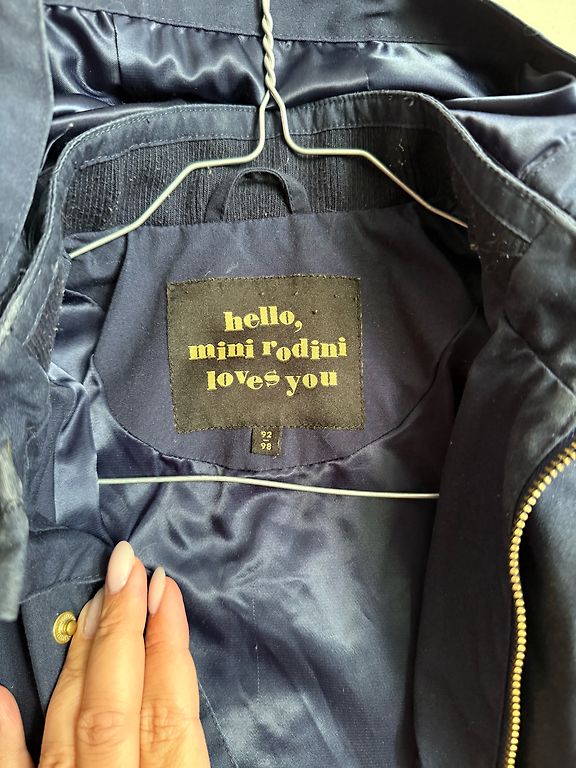 hello,
mini rodini
loves you
92
98